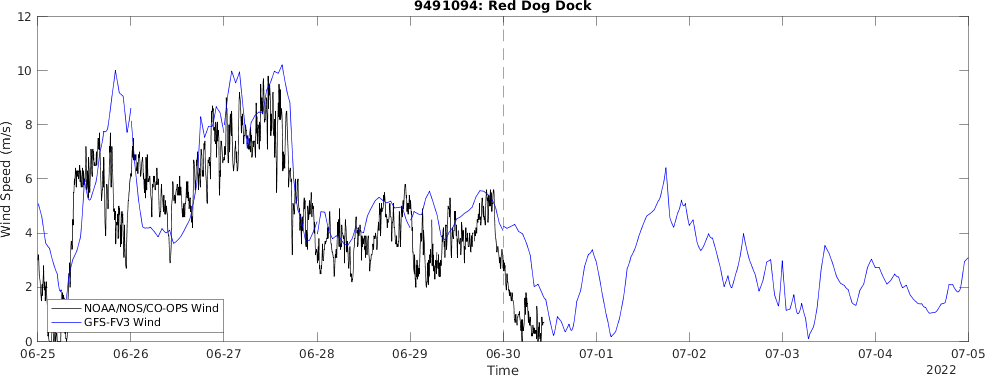 9491094: Red Dog Dock
Wind Speed (m/s)
12
10
8
6
4
2
0
NOAA/NOS/CO-OPS Wind
GFS-FV3 Wind
06-25 06-26 06-27 06-28 06-29 06-30 07-01 07-02 07-03 07-04 07-05
Time
2022